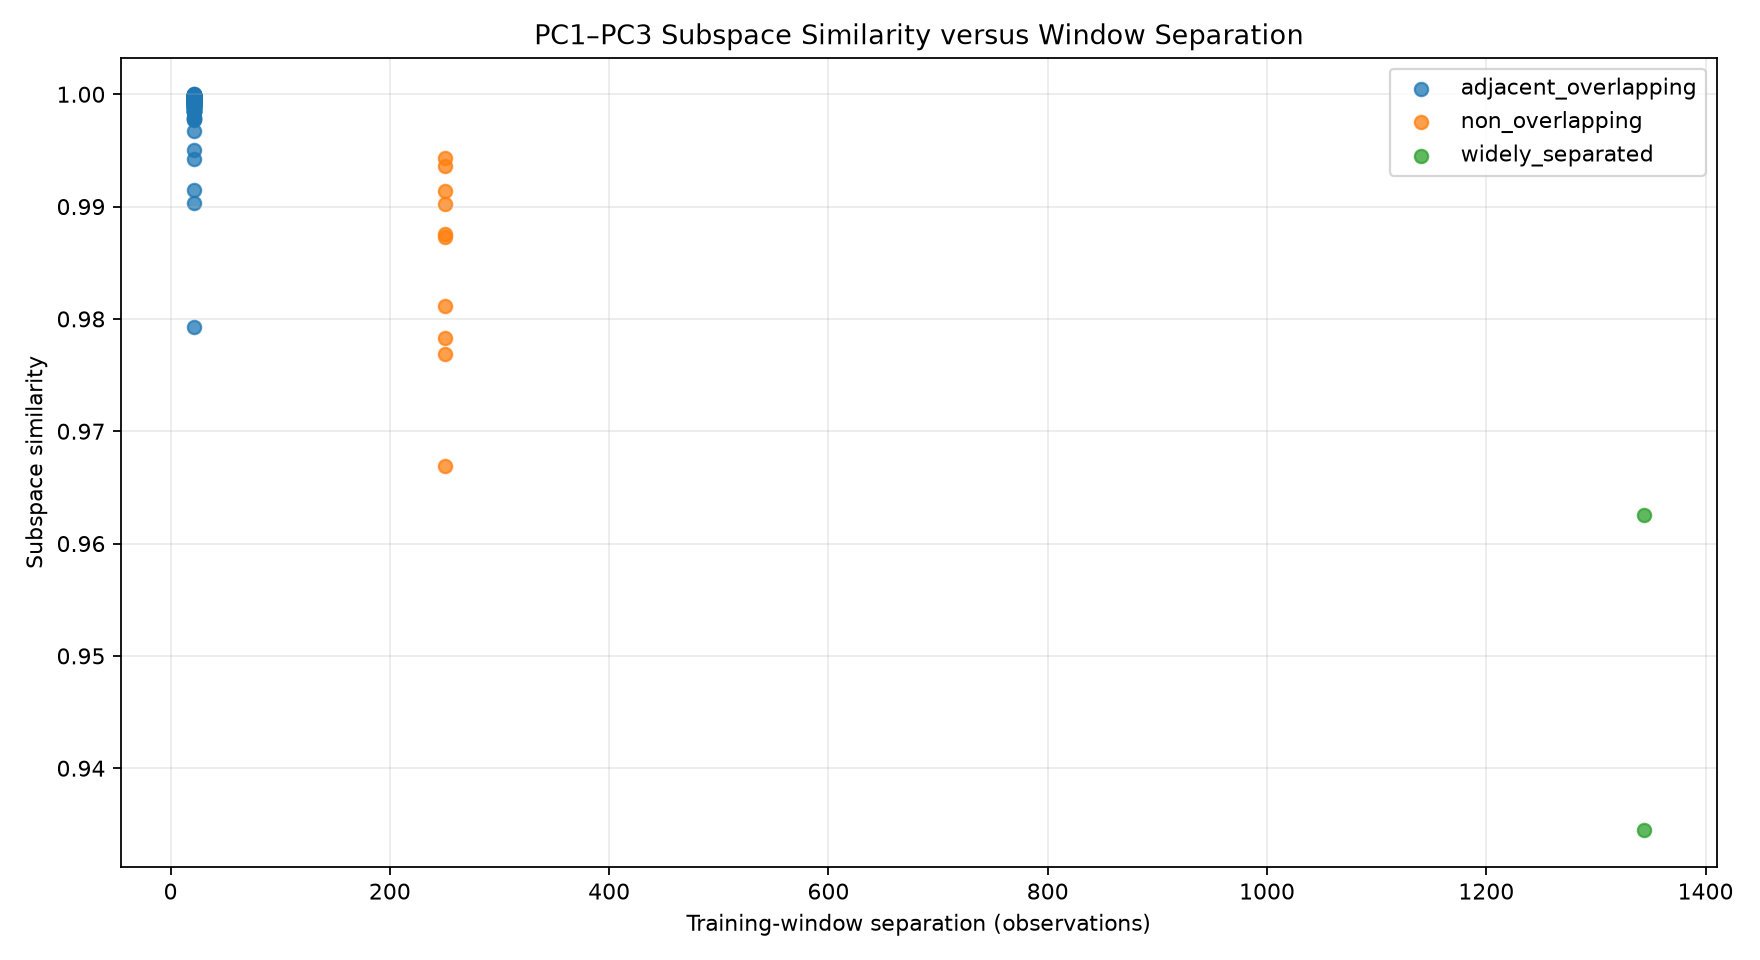 PC1–PC3 Subspace Similarity versus Window Separation
adjacent_overlapping
non_overlapping
widely_separated
1.00
0.99
0.98
0.97
0.96
0.95
0.94
Subspace similarity
0 200 400 600 800 1000 1200 1400
Training-window separation (observations)